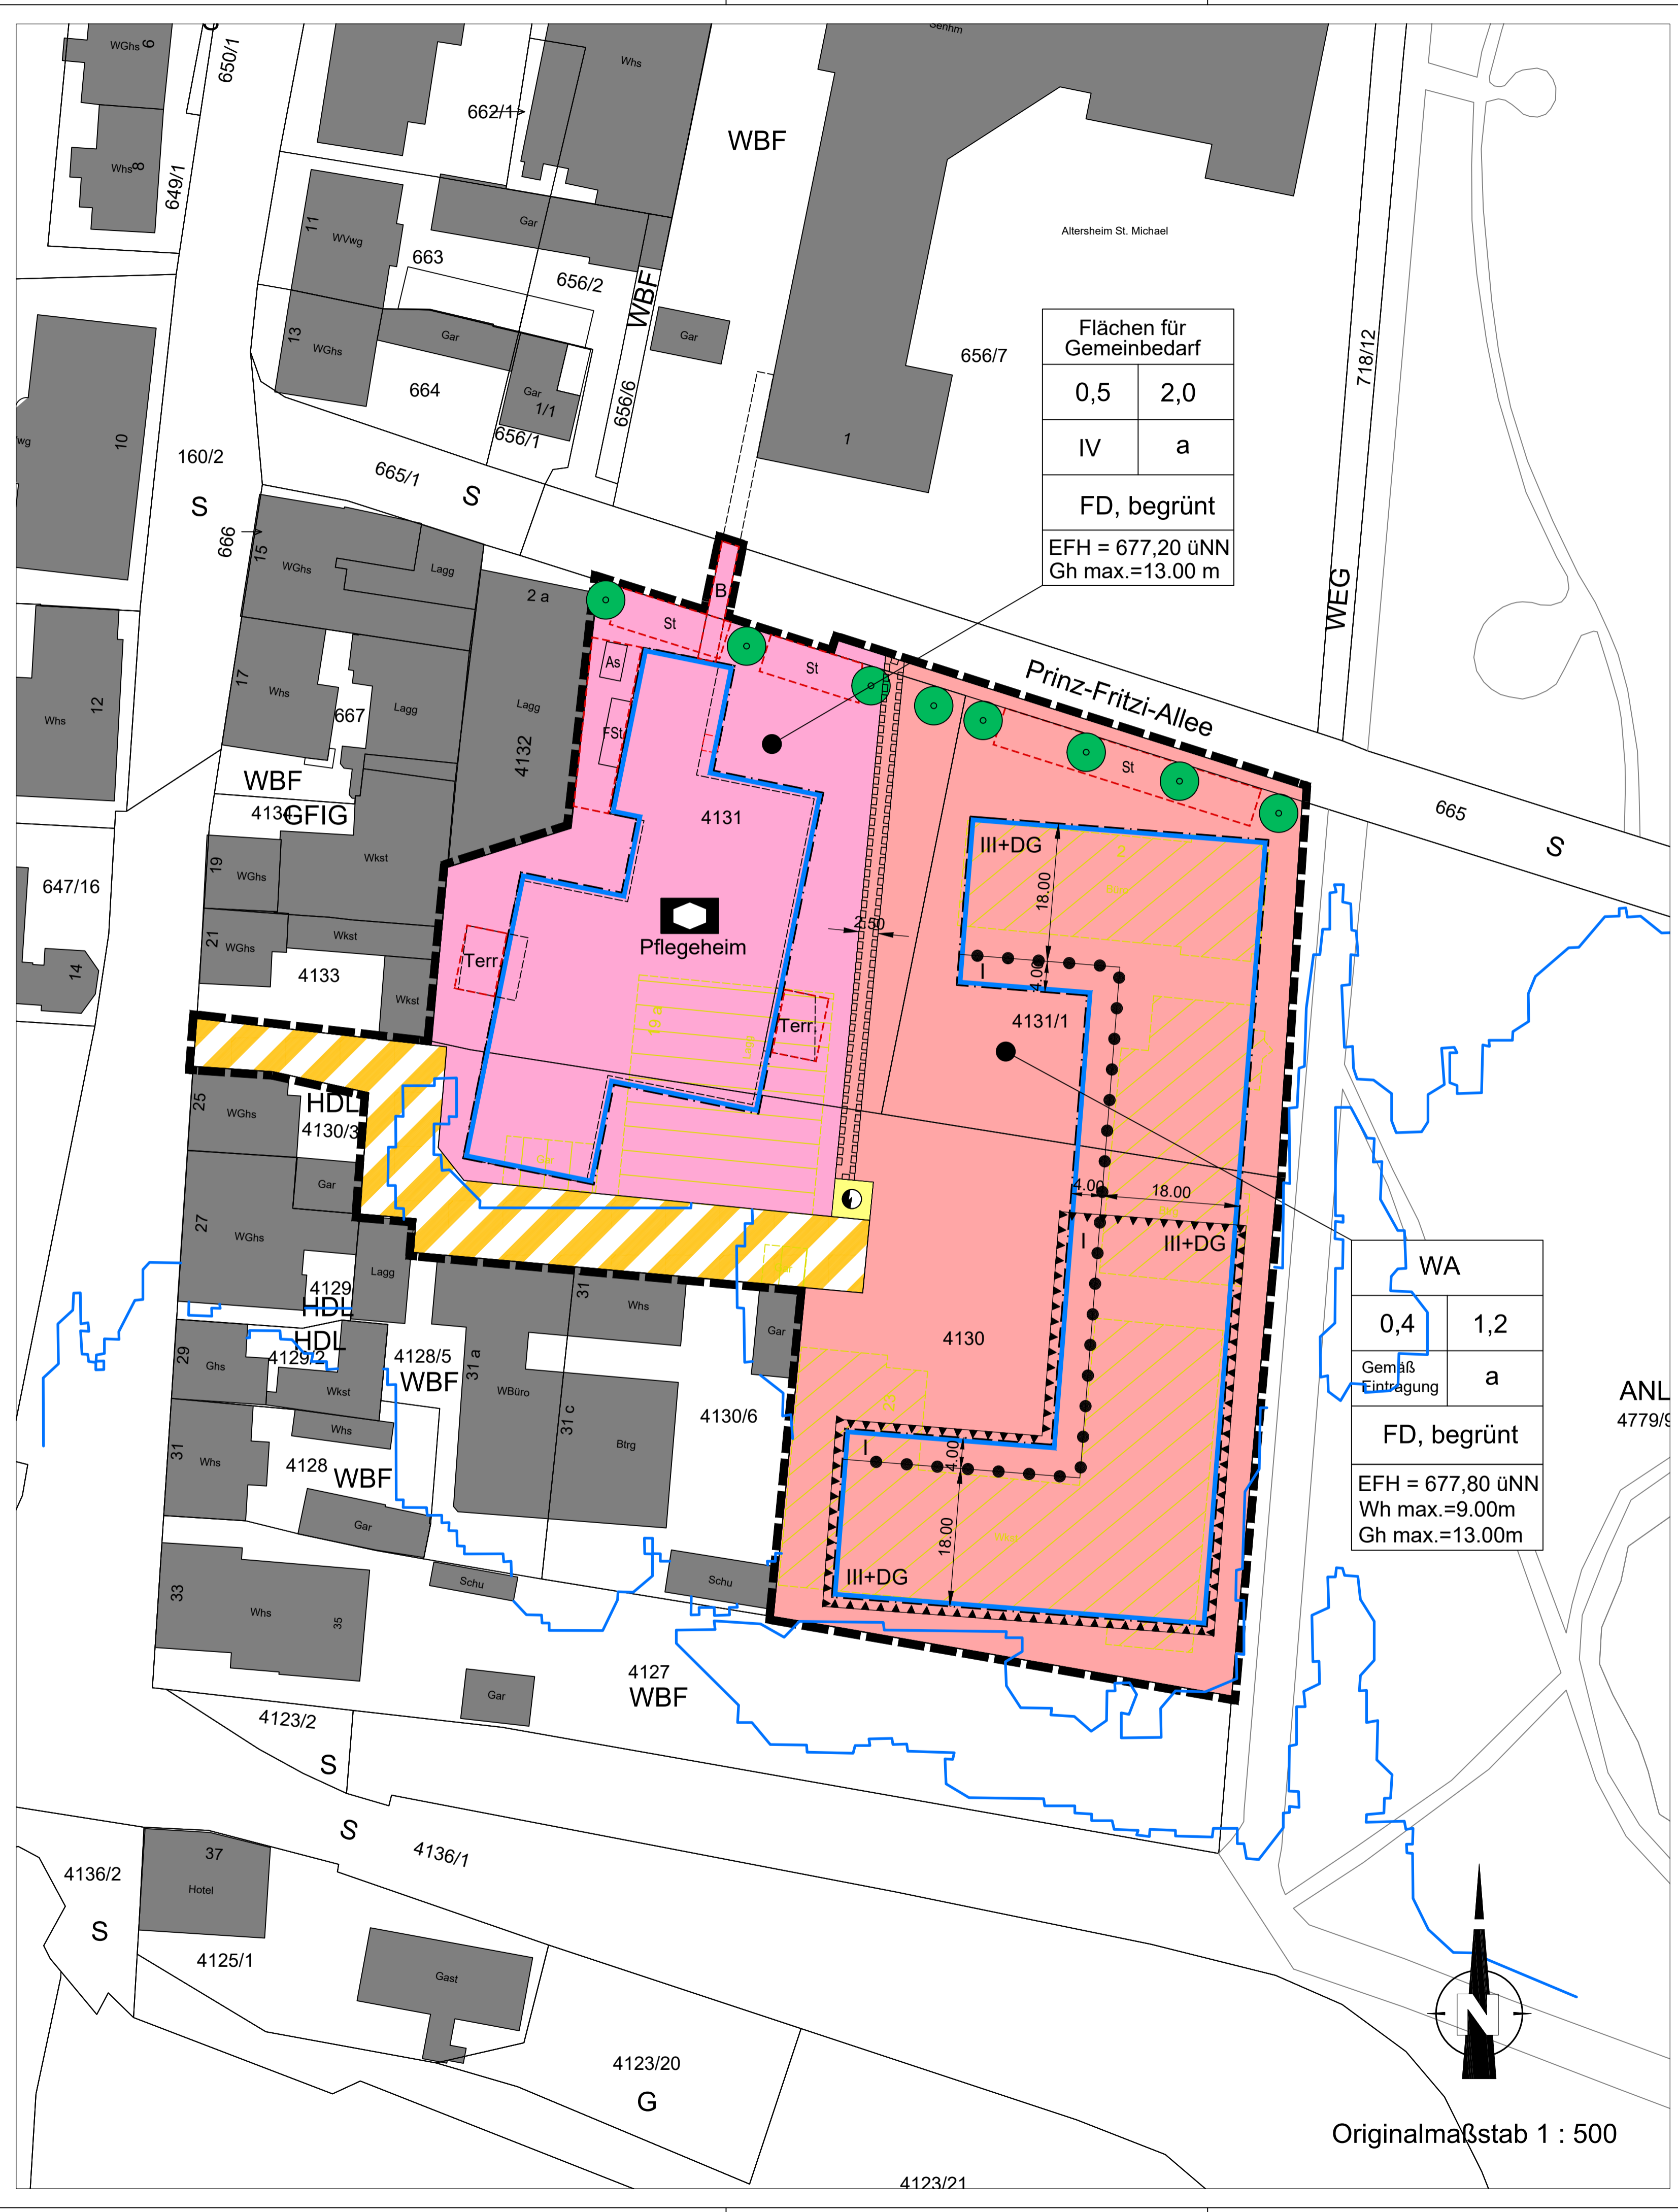 Senhm
WGhs
6
650/1
Whs
662/1
WBF
Whs
8
649/1
11
WVwg
Gar
663
656/2
WBF
Altersheim St. Michael
13
WGhs
Gar
Gar
664
Gar
1/1
656/1
656/6
656/7
718/12
Flächen für
Gemeinbedarf
0,5
2,0
IV
a
FD, begrünt
EFH = 677,20 üNN
Gh max.=13.00 m
wg
10
160/2
S
665/1
S
1
666
15
WGhs
Lagg
2 a
B
St
As
St
WEG
Prinz-Fritzi-Allee
12
Whs
17
Whs
667
Lagg
Lagg
4132
FSt
St
665
S
WBF
4134
GFIG
4131
III+DG
2
18.00
647/16
19
WGhs
Wkst
21
WGhs
Wkst
14
4133
Wkst
Pflegeheim
Terr.
Terr.
2.50
I
4.00
4131/1
19 a
25
WGhs
HDL
4130/3
Gar
27
WGhs
4129
HDL
Lagg
HDL
4129/2
29
Ghs
Wkst
4128/5
WBF
31
Whs
31 a
WBüro
31 c
Btrg
Gar
4130/6
4130
4.00
18.00
I
III+DG
WA
0,4
1,2
Gemäß
Eintragung
a
FD, begrünt
EFH = 677,80 üNN
Wh max.=9.00m
Gh max.=13.00m
ANL
4779/9
31
Whs
Whs
4128
WBF
Gar
23
I
4.00
18.00
III+DG
33
Whs
35
Schu
Schu
Gar
4127
WBF
4123/2
S
S
4136/1
4136/2
S
37
Hotel
4125/1
Gast
4123/20
G
N
Originalmaßstab 1 : 500
4123/21